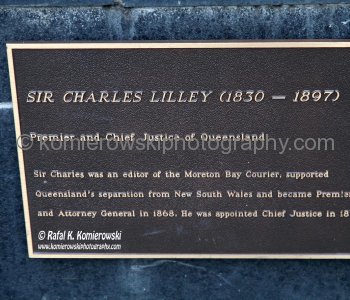 SIR CHARLES LILLEY (1830 — 1897)
©komierowskiphotography.com
Premier and Chief Justice of Queensland
Sir Charles was an editor of the Moreton Bay Courier, supported
Queensland's separation from New South Wales and became Premier
and Attorney General in 1868. He was appointed Chief Justice in
© Rafal K. Komierowski
www.komierowskiphotography.com